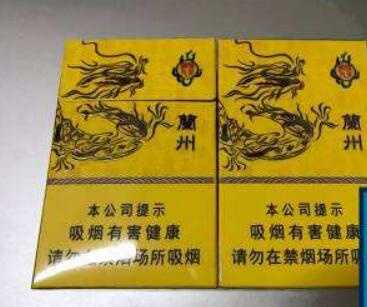 蘭州
本公司提示
吸烟有害健康
请勿在禁烟场所吸烟
蘭州
本公司提示
吸烟有害健康
请勿在禁烟场所吸